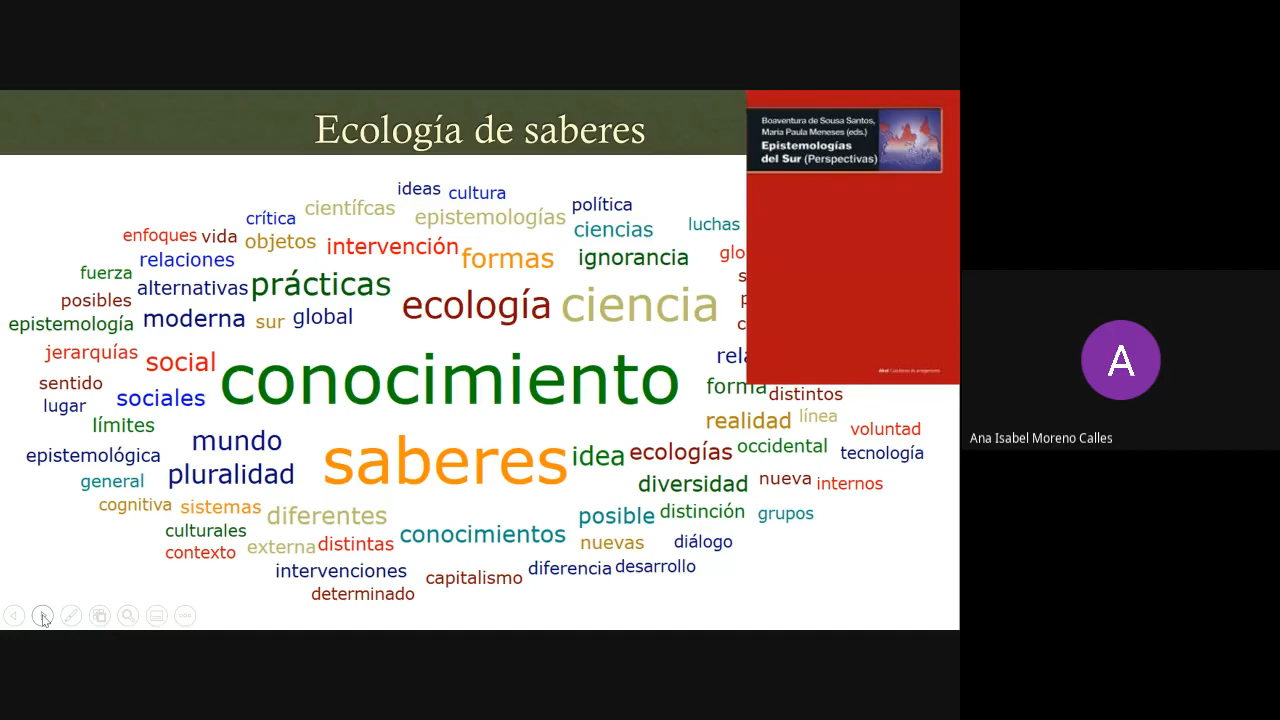 Ecología de saberes
Boaventura de Sousa Santos,
Maria Paula Meneses (eds.)
Epistemologías
del Sur (Perspectivas)
ideas cultura
científcas
política
crítica
epistemologías
luchas
enfoques vida
objetos intervención
ciencias
relaciones
formas ignorancia
glo
fuerza
alternativas prácticas
posibles
ecología ciencia
epistemología moderna sur global
jerarquías social
rela
sentido
conocimiento
forma distintos
lugar sociales
realidad línea
límites
voluntad
mundo
saberes idea ecologías occidental tecnología
epistemológica
general pluralidad
diversidad nueva internos
cognitiva sistemas diferentes
posible distinción grupos
culturales
conocimientos
contexto externa distintas
nuevas diálogo
intervenciones capitalismo diferencia desarrollo
determinado
A
Ana Isabel Moreno Calles